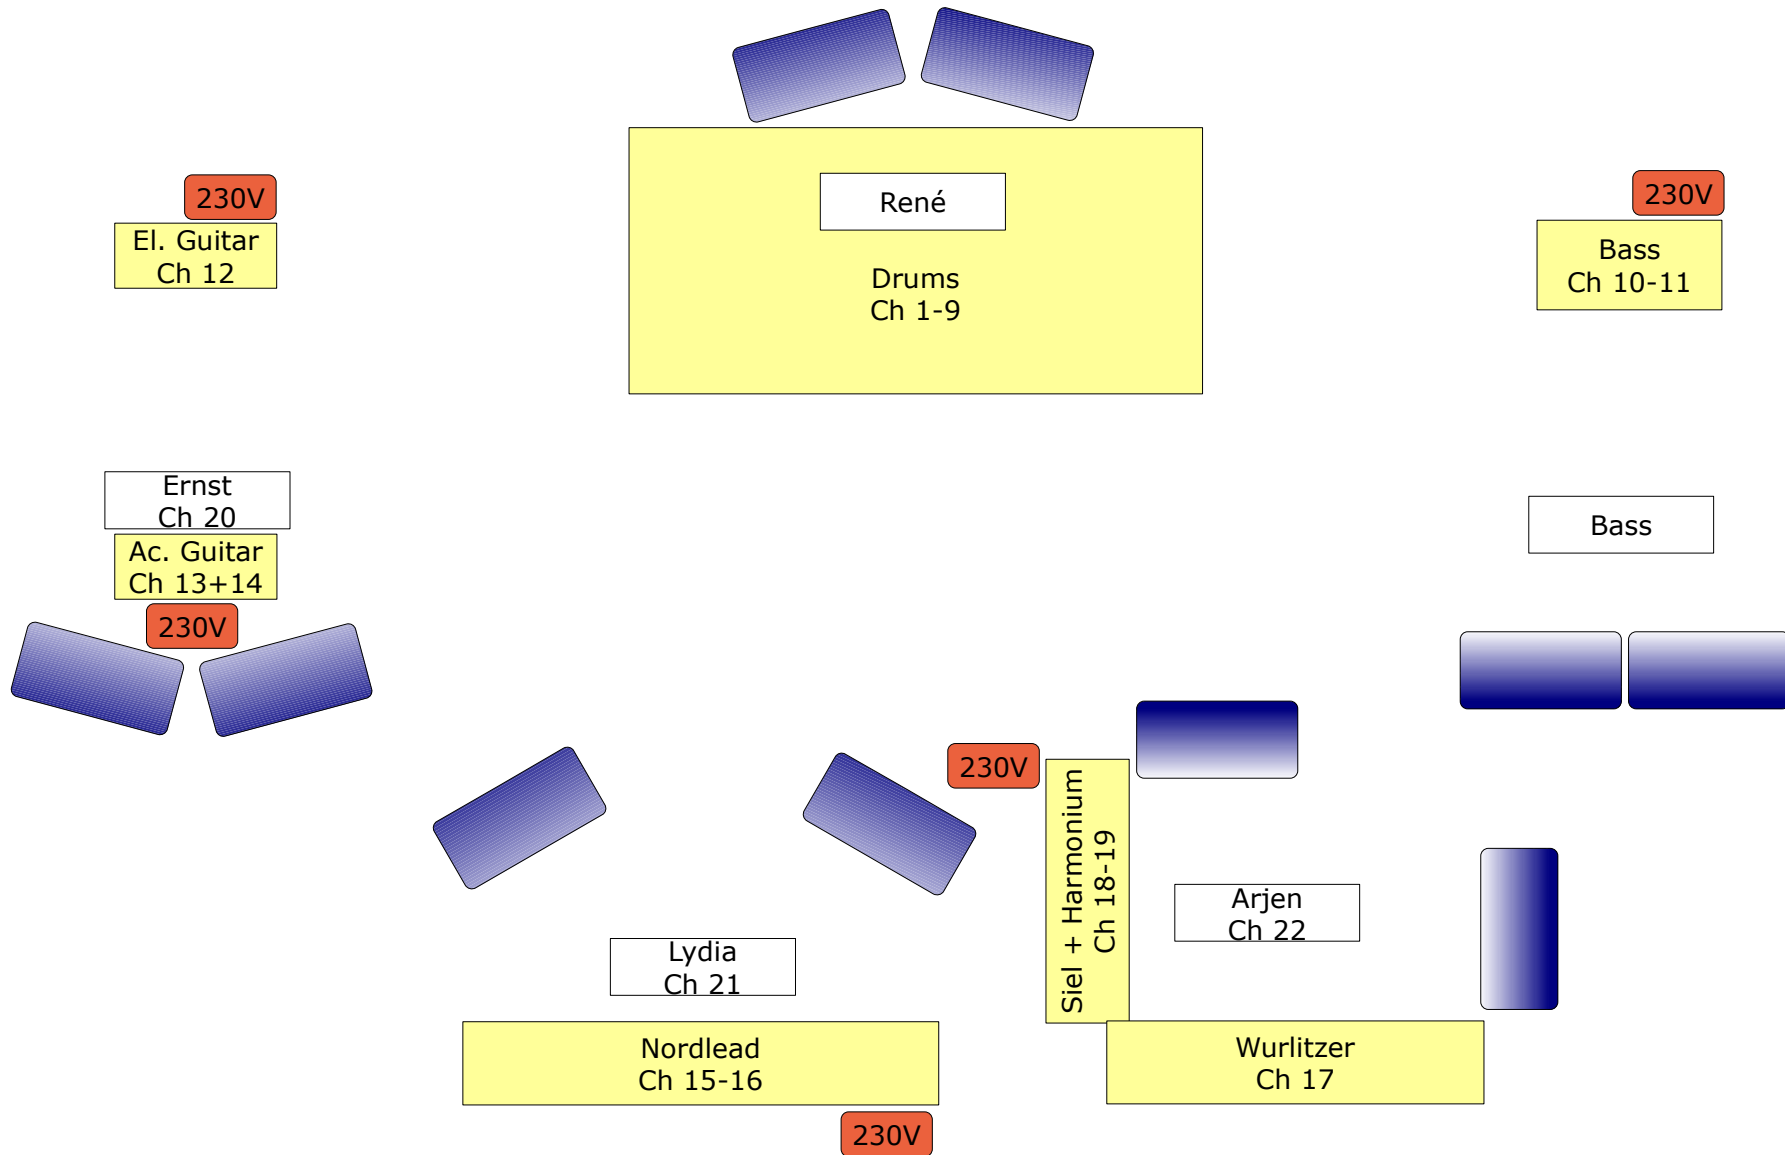 230V
El. Guitar
Ch 12
René
Drums
Ch 1-9
230V
Bass
Ch 10-11
Ernst
Ch 20
Ac. Guitar
Ch 13+14
230V
Bass
230V
Siel + Harmonium
Ch 18-19
Arjen
Ch 22
Lydia
Ch 21
Nordlead
Ch 15-16
Wurlitzer
Ch 17
230V